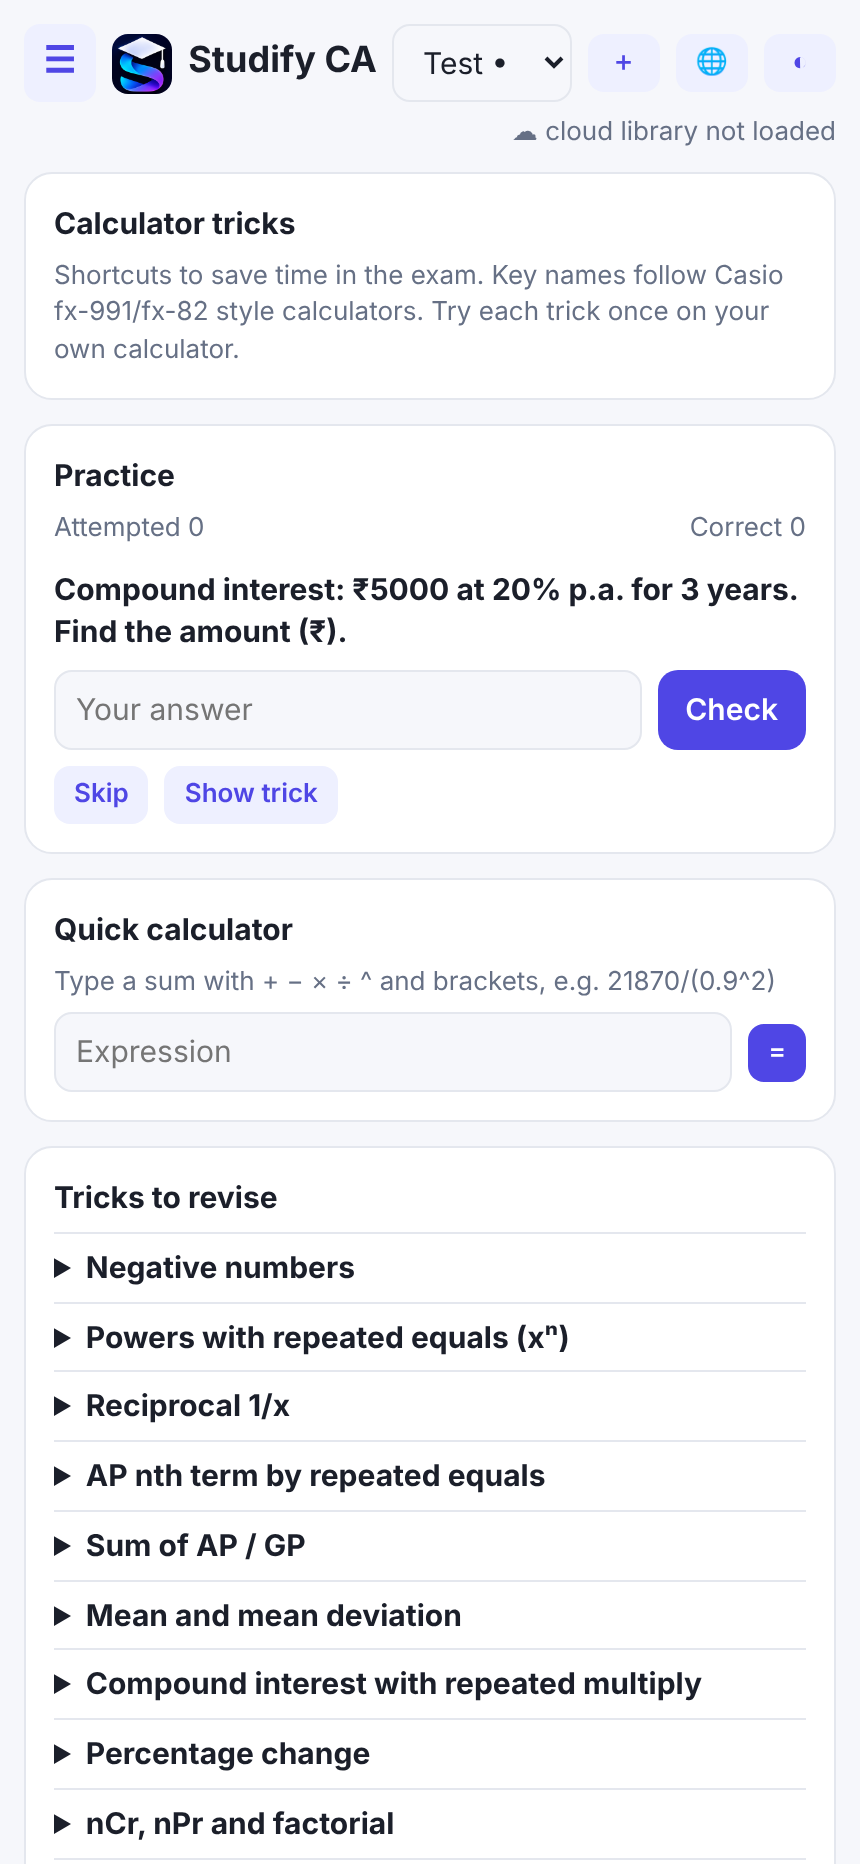 ☰ Studify CA Test • + 🌐 ◖
☁ cloud library not loaded
Calculator tricks
Shortcuts to save time in the exam. Key names follow Casio
fx-991/fx-82 style calculators. Try each trick once on your
own calculator.
Practice
Attempted 0 Correct 0
Compound interest: ₹5000 at 20% p.a. for 3 years.
Find the amount (₹).
Your answer Check
Skip Show trick
Quick calculator
Type a sum with + − × ÷ ^ and brackets, e.g. 21870/(0.9^2)
Expression =
Tricks to revise
▶ Negative numbers
▶ Powers with repeated equals (xⁿ)
▶ Reciprocal 1/x
▶ AP nth term by repeated equals
▶ Sum of AP / GP
▶ Mean and mean deviation
▶ Compound interest with repeated multiply
▶ Percentage change
▶ nCr, nPr and factorial